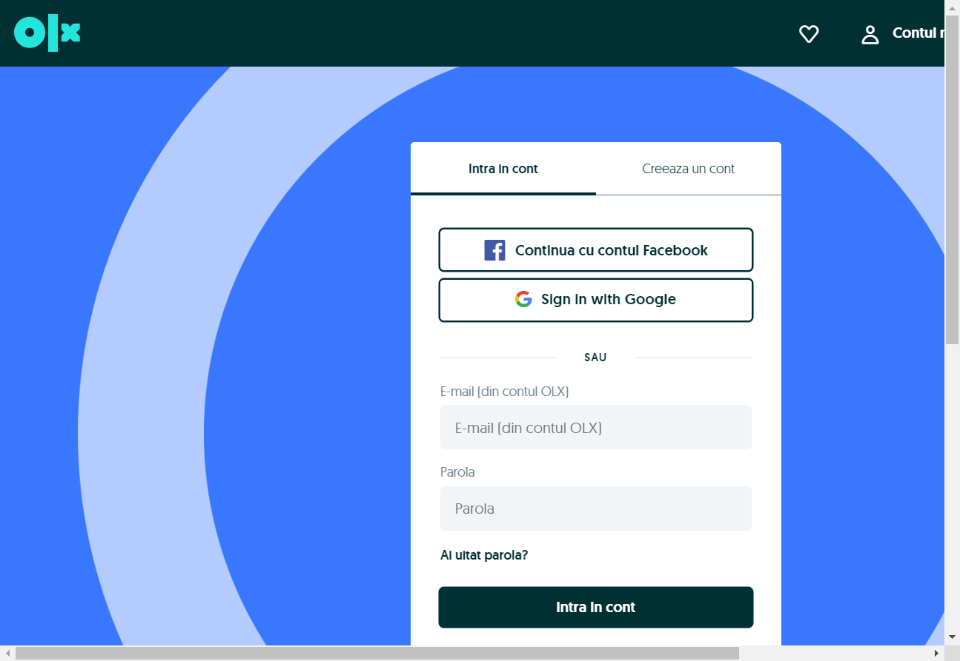 olx
Contul
Intra in cont
Creeaza un cont
Continua cu contul Facebook
Sign in with Google
SAU
E-mail (din contul OLX)
E-mail (din contul OLX)
Parola
Parola
Ai uitat parola?
Intra in cont